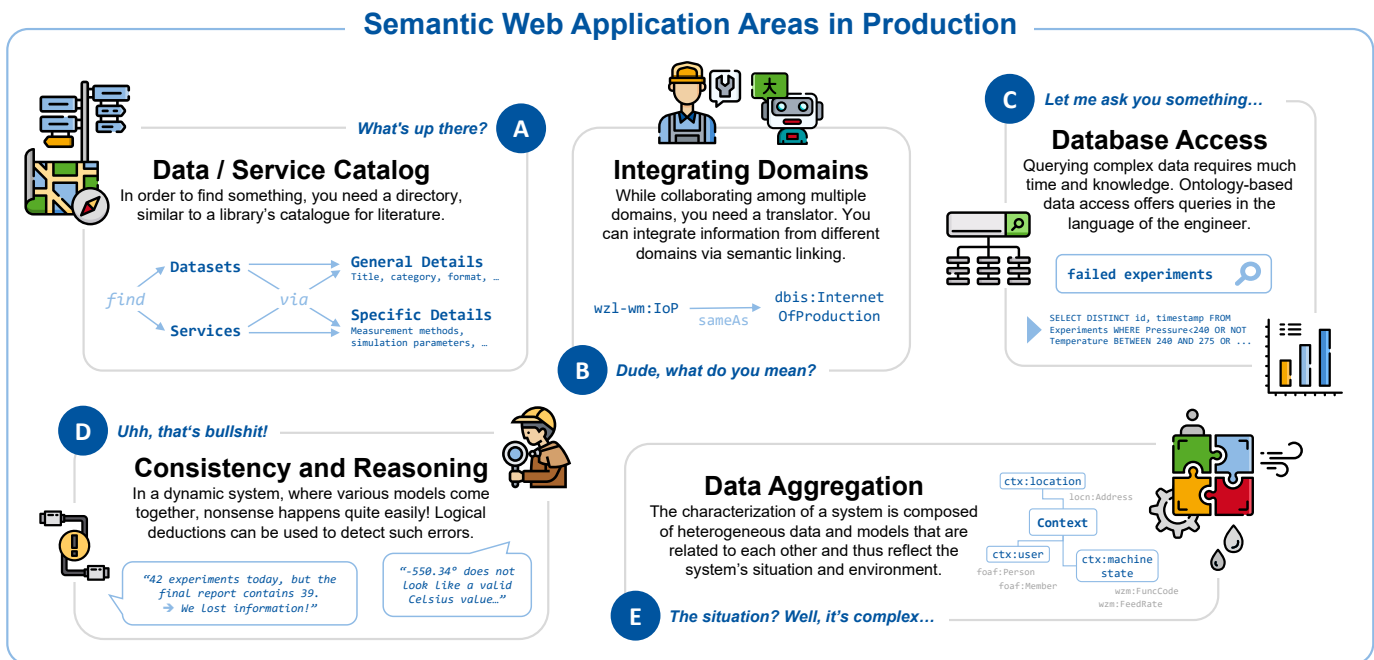 Semantic Web Application Areas in Production
What's up there?
A
Data / Service Catalog
In order to find something, you need a directory,
similar to a library's catalogue for literature.
find
Datasets
Services
via
General Details
Title, category, format, …
Specific Details
Measurement methods,
simulation parameters, …
大
Integrating Domains
While collaborating among multiple
domains, you need a translator. You
can integrate information from different
domains via semantic linking.
wzl-wm:IoP
sameAs
dbis:Internet
OfProduction
B
Dude, what do you mean?
C
Let me ask you something…
Database Access
Querying complex data requires much
time and knowledge. Ontology-based
data access offers queries in the
language of the engineer.
failed experiments
SELECT DISTINCT id, timestamp FROM
Experiments WHERE Pressure<240 OR NOT
Temperature BETWEEN 240 AND 275 OR ...
D
Uhh, that‘s bullshit!
Consistency and Reasoning
In a dynamic system, where various models come
together, nonsense happens quite easily! Logical
deductions can be used to detect such errors.
“42 experiments today, but the
final report contains 39.
→ We lost information!”
“-550.34° does not
look like a valid
Celsius value…”
Data Aggregation
The characterization of a system is composed
of heterogeneous data and models that are
related to each other and thus reflect the
system’s situation and environment.
ctx:location
locn:Address
Context
ctx:user
foaf:Person
foaf:Member
ctx:machine
state
wzm:FuncCode
wzm:FeedRate
E
The situation? Well, it’s complex…